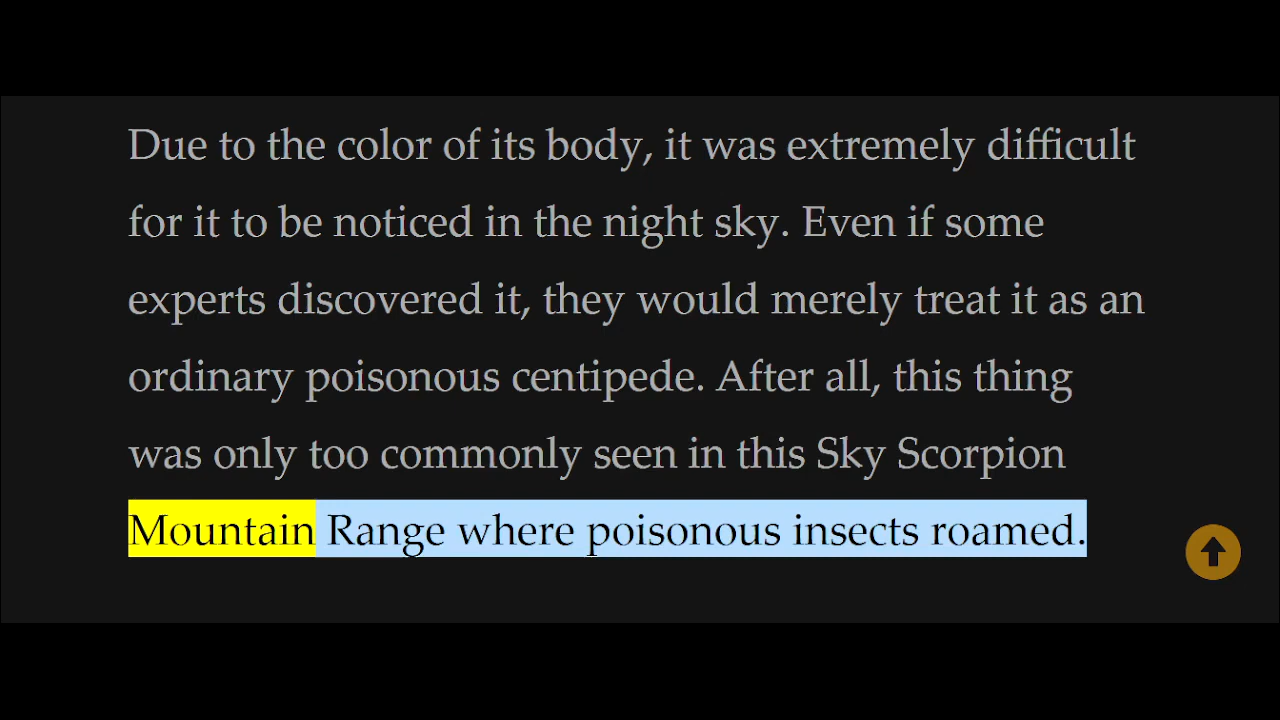 Due to the color of its body, it was extremely difficult
for it to be noticed in the night sky. Even if some
experts discovered it, they would merely treat it as an
ordinary poisonous centipede. After all, this thing
was only too commonly seen in this Sky Scorpion
Mountain Range where poisonous insects roamed.